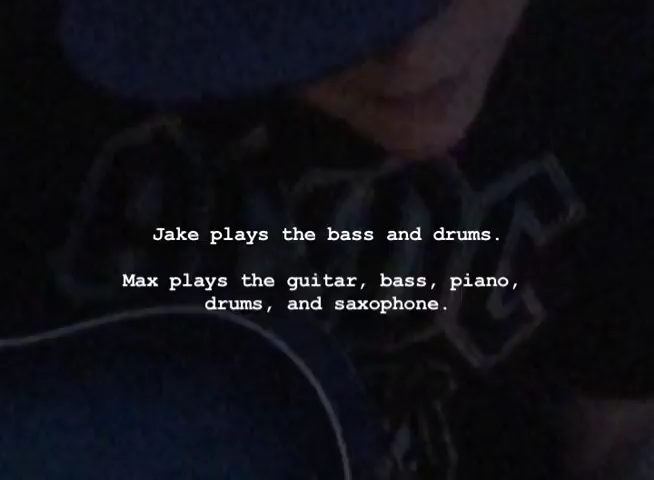 Jake plays the bass and drums.
Max plays the guitar, bass, piano,
drums, and saxophone.